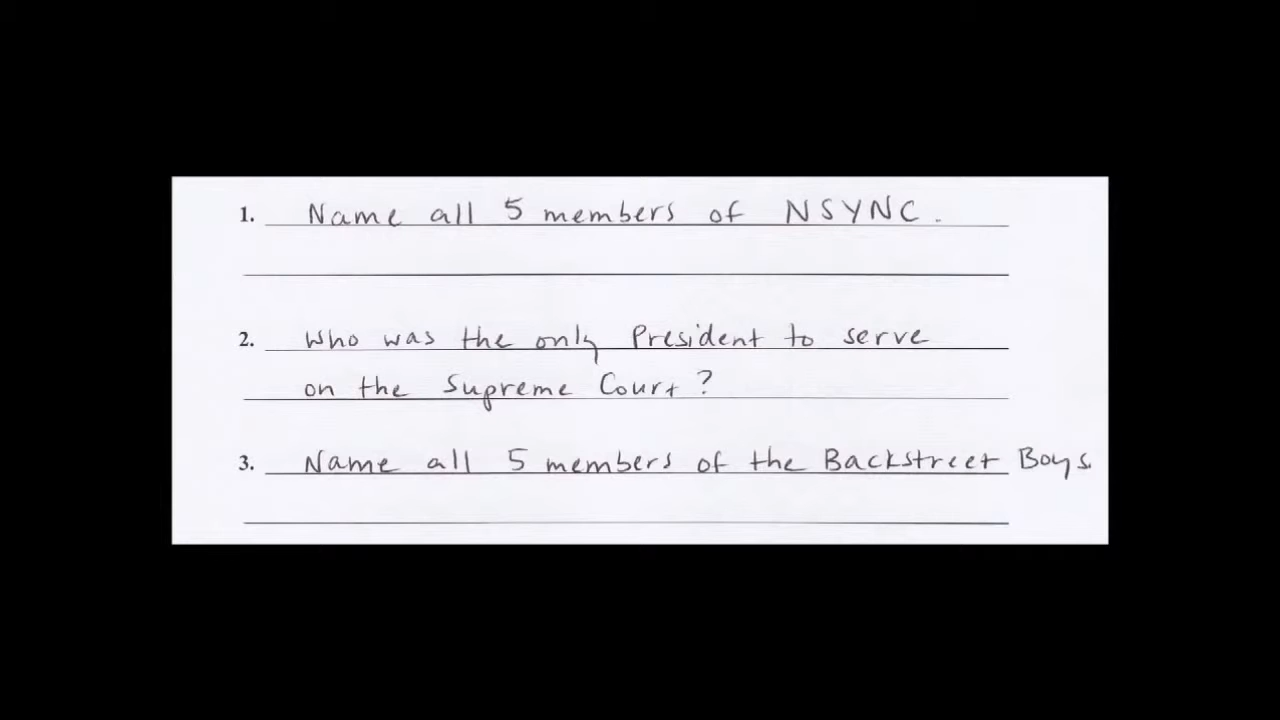 1. Name all 5 members of NSYNC.
2. Who was the only President to serve
on the Supreme Court?
3. Name all 5 members of the Backstreet Boys.